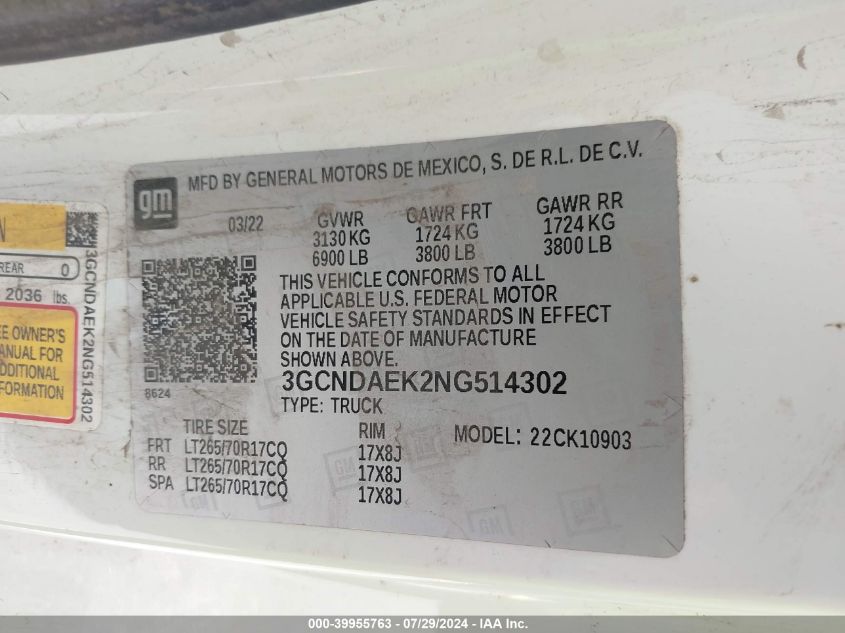 gm
MFD BY GENERAL MOTORS DE MEXICO, S. DE R.L. DE C.V.
03/22
GVWR GAWR FRT GAWR RR
3130 KG 1724 KG 1724 KG
6900 LB 3800 LB 3800 LB
THIS VEHICLE CONFORMS TO ALL
APPLICABLE U.S. FEDERAL MOTOR
VEHICLE SAFETY STANDARDS IN EFFECT
ON THE DATE OF MANUFACTURE
SHOWN ABOVE.
8624
3GCNDAEK2NG514302
TYPE: TRUCK
TIRE SIZE RIM MODEL: 22CK10903
FRT LT265/70R17CQ 17X8J
RR LT265/70R17CQ 17X8J
SPA LT265/70R17CQ 17X8J
N
REAR 0
2036 lbs.
OWNER'S
FOR
3GCNDAEK2NG514302
000-39955763 - 07/29/2024 - IAA Inc.